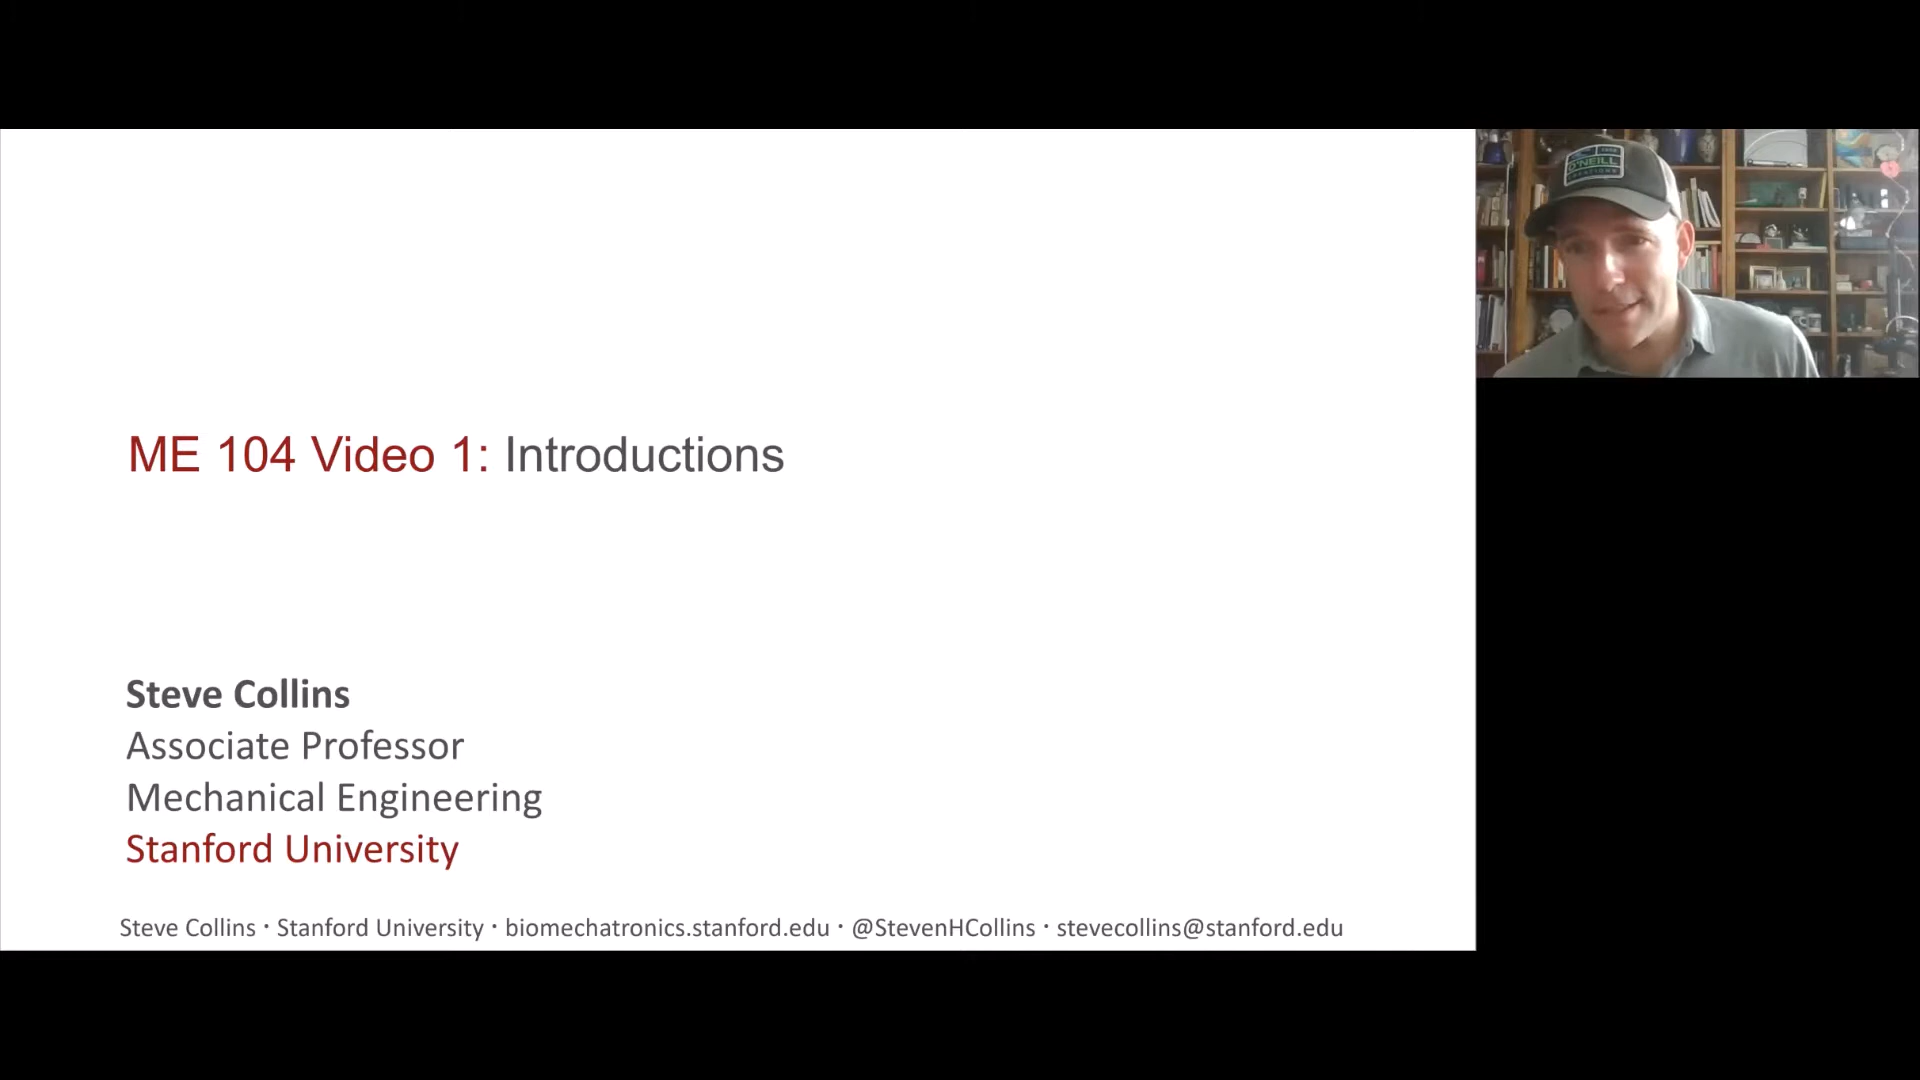 ME 104 Video 1: Introductions
Steve Collins
Associate Professor
Mechanical Engineering
Stanford University
Steve Collins · Stanford University · biomechatronics.stanford.edu · @StevenHCollins · stevecollins@stanford.edu
O'NEILL